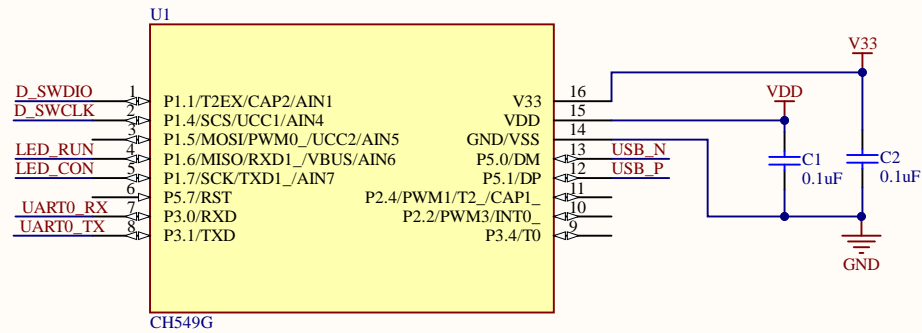 U1
V33
D_SWDIO 1 P1.1/T2EX/CAP2/AIN1 V33 16 VDD
D_SWCLK 2 P1.4/SCS/UCC1/AIN4 VDD 15
3 P1.5/MOSI/PWM0_/UCC2/AIN5 GND/VSS 14
LED_RUN 4 P1.6/MISO/RXD1_/VBUS/AIN6 P5.0/DM 13 USB_N C1 C2
LED_CON 5 P1.7/SCK/TXD1_/AIN7 P5.1/DP 12 USB_P 0.1uF 0.1uF
6 P5.7/RST P2.4/PWM1/T2_/CAP1_ 11
UART0_RX 7 P3.0/RXD P2.2/PWM3/INT0_ 10
UART0_TX 8 P3.1/TXD P3.4/T0 9
GND
CH549G